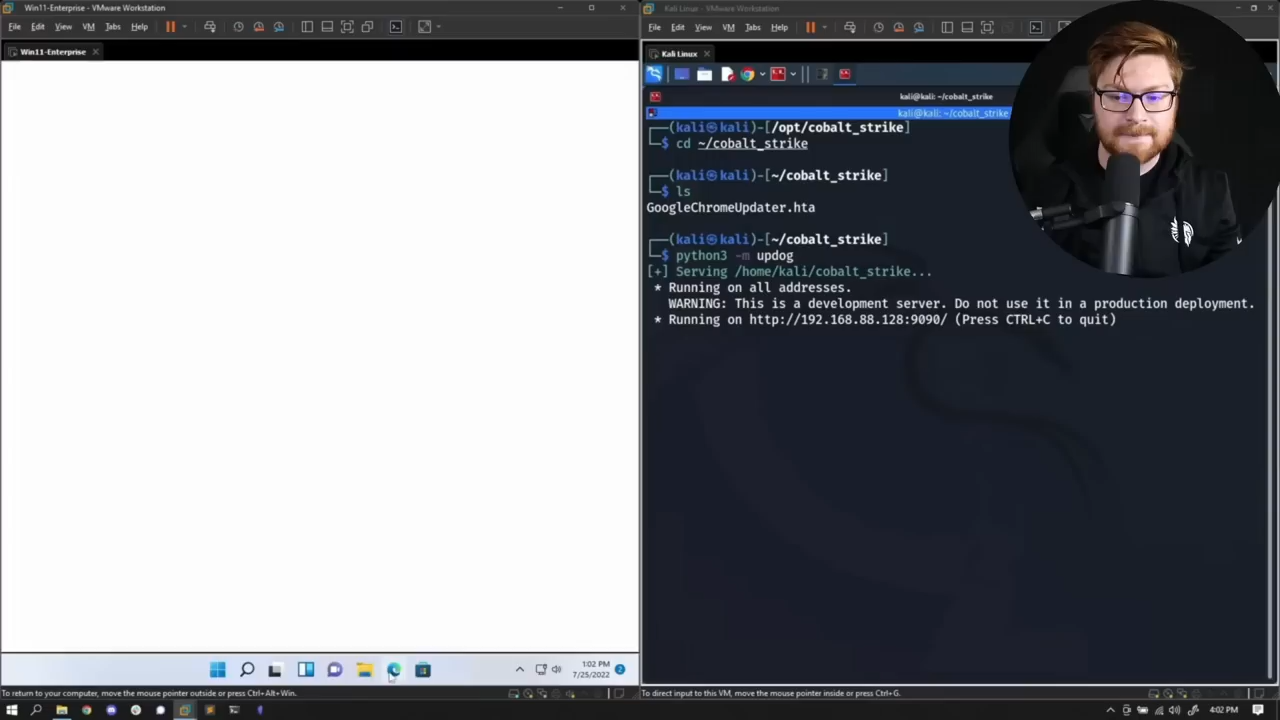 Win11-Enterprise - VMware Workstation
File Edit View VM Tabs Help
Win11-Enterprise
1:02 PM
7/25/2022
2
To return to your computer, move the mouse pointer outside or press Ctrl+Alt+Win.
Kali Linux - VMware Workstation
File Edit View VM Tabs Help
Kali Linux
kali@kali: ~/cobalt_strike
kali@kali: ~/cobalt_strike
(kali㉿kali)-[/opt/cobalt_strike]
$ cd ~/cobalt_strike
(kali㉿kali)-[~/cobalt_strike]
$ ls
GoogleChromeUpdater.hta
(kali㉿kali)-[~/cobalt_strike]
$ python3 -m updog
[+] Serving /home/kali/cobalt_strike...
* Running on all addresses.
WARNING: This is a development server. Do not use it in a production deployment.
* Running on http://192.168.88.128:9090/ (Press CTRL+C to quit)
To direct input to this VM, move the mouse pointer inside or press Ctrl+G.
4:02 PM